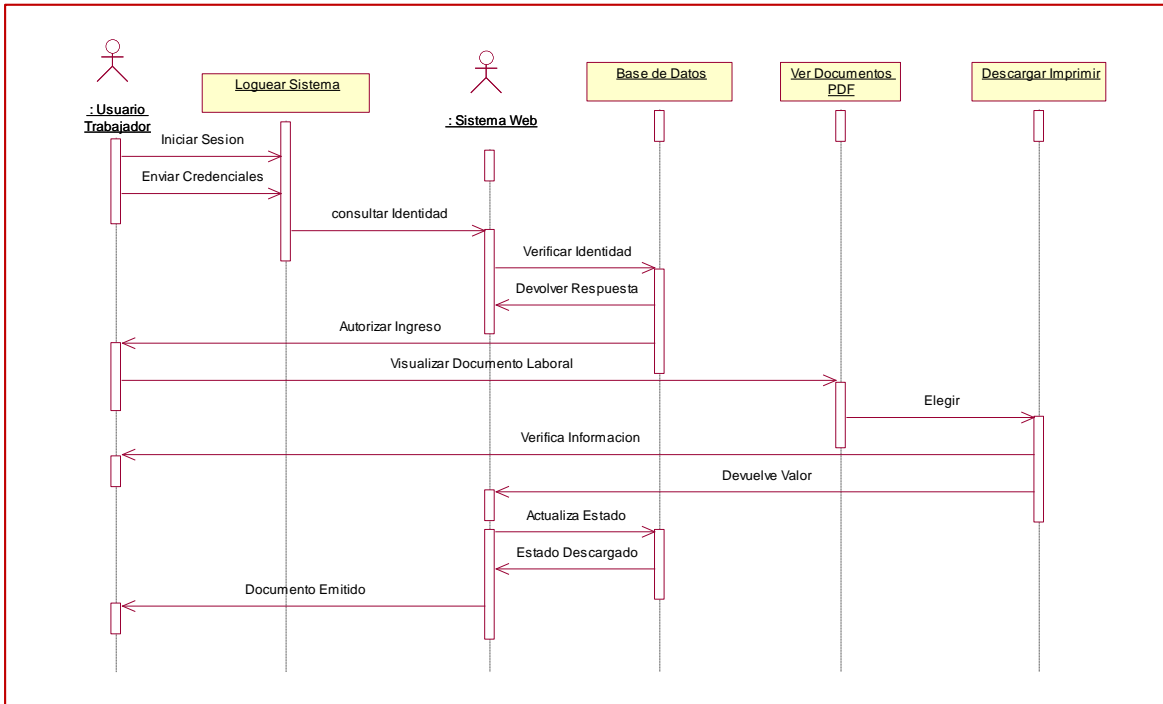 : Usuario
Trabajador
Loguear Sistema
: Sistema Web
Base de Datos
Ver Documentos
PDF
Descargar Imprimir
Iniciar Sesion
Enviar Credenciales
consultar Identidad
Verificar Identidad
Devolver Respuesta
Autorizar Ingreso
Visualizar Documento Laboral
Elegir
Verifica Informacion
Devuelve Valor
Actualiza Estado
Estado Descargado
Documento Emitido